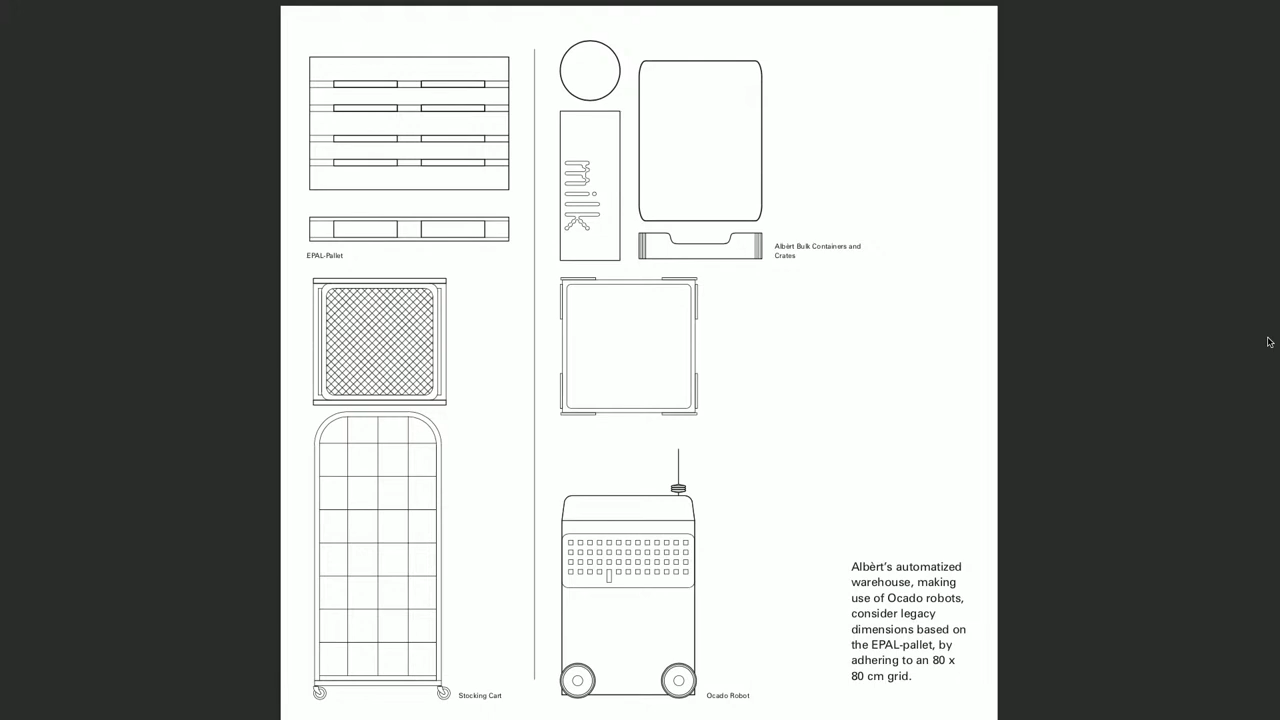 milk
EPAL-Pallet
Albèrt Bulk Containers and
Crates
Stocking Cart
Ocado Robot
Albèrt's automatized
warehouse, making
use of Ocado robots,
consider legacy
dimensions based on
the EPAL-pallet, by
adhering to an 80 x
80 cm grid.